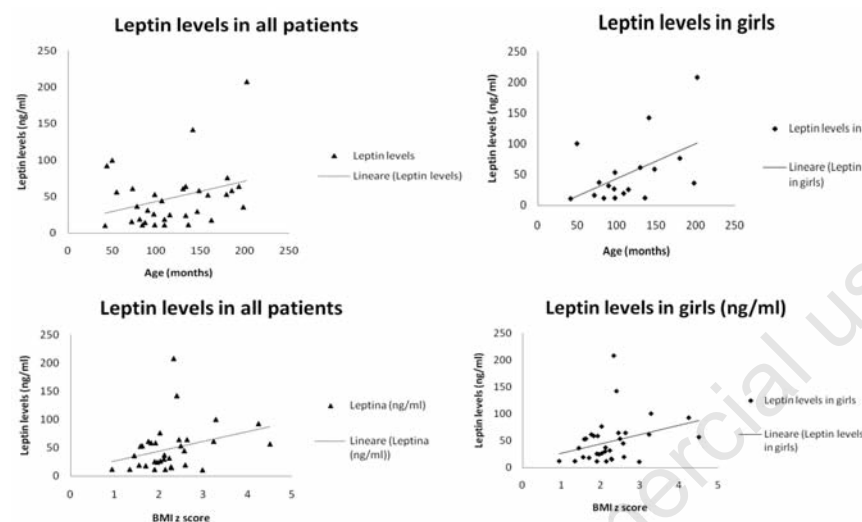 Leptin levels in all patients
250
200
150
100
50
0
Leptin levels (ng/ml)
0 50 100 150 200 250
Age (months)
Leptin levels
Lineare (Leptin levels)
Leptin levels in girls
250
200
150
100
50
0
Leptin levels (ng/ml)
0 50 100 150 200 250
Age (months)
Leptin levels in
Lineare (Leptin
in girls)
Leptin levels in all patients
250
200
150
100
50
0
Leptin levels (ng/ml)
0 1 2 3 4 5
BMI z score
Leptina (ng/ml)
Lineare (Leptina
(ng/ml))
Leptin levels in girls (ng/ml)
250
200
150
100
50
0
Leptin levels (ng/ml)
0 1 2 3 4 5
BMI z score
Leptin levels in girls
Lineare (Leptin levels
in girls)
mercial us